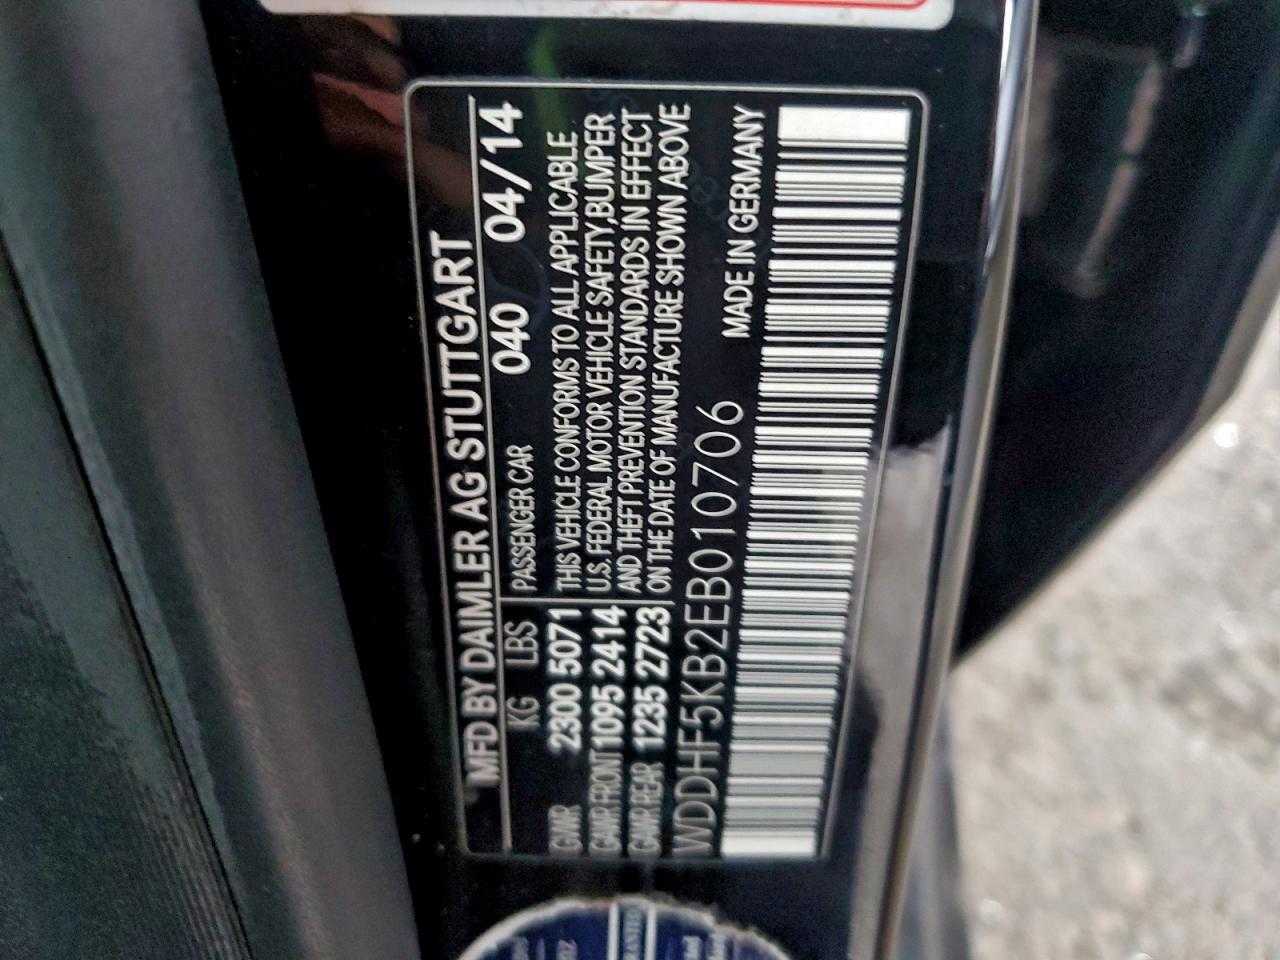 MFD BY DAIMLER AG STUTTGART
KG LBS PASSENGER CAR 040 04/14
GVWR 2300 5071 THIS VEHICLE CONFORMS TO ALL APPLICABLE
GAWR FRONT 1095 2414 U.S. FEDERAL MOTOR VEHICLE SAFETY, BUMPER
GAWR REAR 1235 2723 AND THEFT PREVENTION STANDARDS IN EFFECT
ON THE DATE OF MANUFACTURE SHOWN ABOVE
WDDHF5KB2EB010706 MADE IN GERMANY